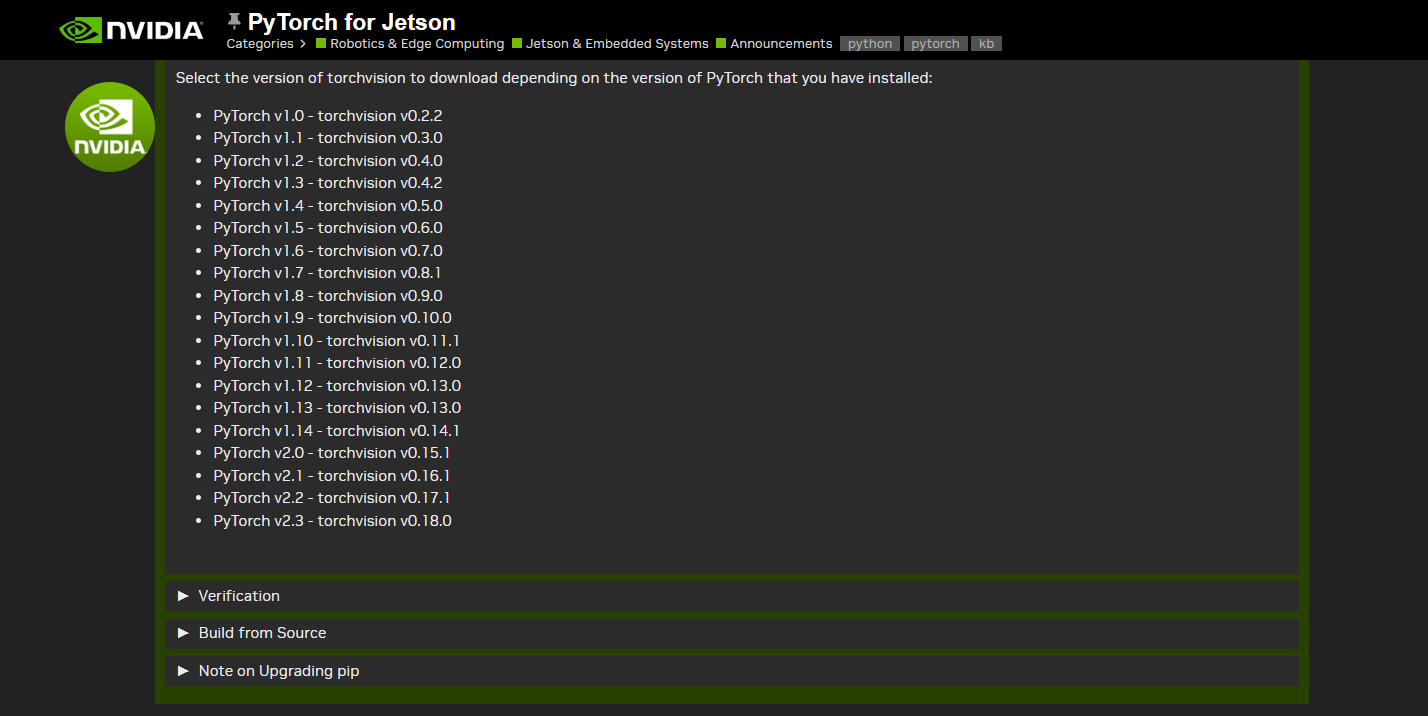 NVIDIA
PyTorch for Jetson
Categories > Robotics & Edge Computing Jetson & Embedded Systems Announcements python pytorch kb
NVIDIA
Select the version of torchvision to download depending on the version of PyTorch that you have installed:
• PyTorch v1.0 - torchvision v0.2.2
• PyTorch v1.1 - torchvision v0.3.0
• PyTorch v1.2 - torchvision v0.4.0
• PyTorch v1.3 - torchvision v0.4.2
• PyTorch v1.4 - torchvision v0.5.0
• PyTorch v1.5 - torchvision v0.6.0
• PyTorch v1.6 - torchvision v0.7.0
• PyTorch v1.7 - torchvision v0.8.1
• PyTorch v1.8 - torchvision v0.9.0
• PyTorch v1.9 - torchvision v0.10.0
• PyTorch v1.10 - torchvision v0.11.1
• PyTorch v1.11 - torchvision v0.12.0
• PyTorch v1.12 - torchvision v0.13.0
• PyTorch v1.13 - torchvision v0.13.0
• PyTorch v1.14 - torchvision v0.14.1
• PyTorch v2.0 - torchvision v0.15.1
• PyTorch v2.1 - torchvision v0.16.1
• PyTorch v2.2 - torchvision v0.17.1
• PyTorch v2.3 - torchvision v0.18.0
▶ Verification
▶ Build from Source
▶ Note on Upgrading pip